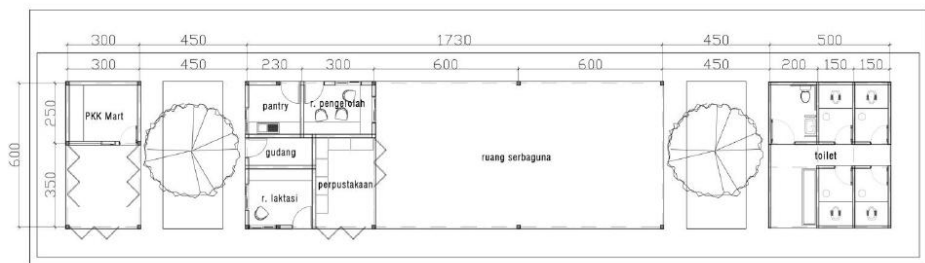 300 450 1730 450 500
300 450 230 300 600 600 450 200 150 150
600
250
350
PKK Mart
pantry
r. pengelolah
gudang
r. laktasi
perpustakaan
ruang serbaguna
toilet